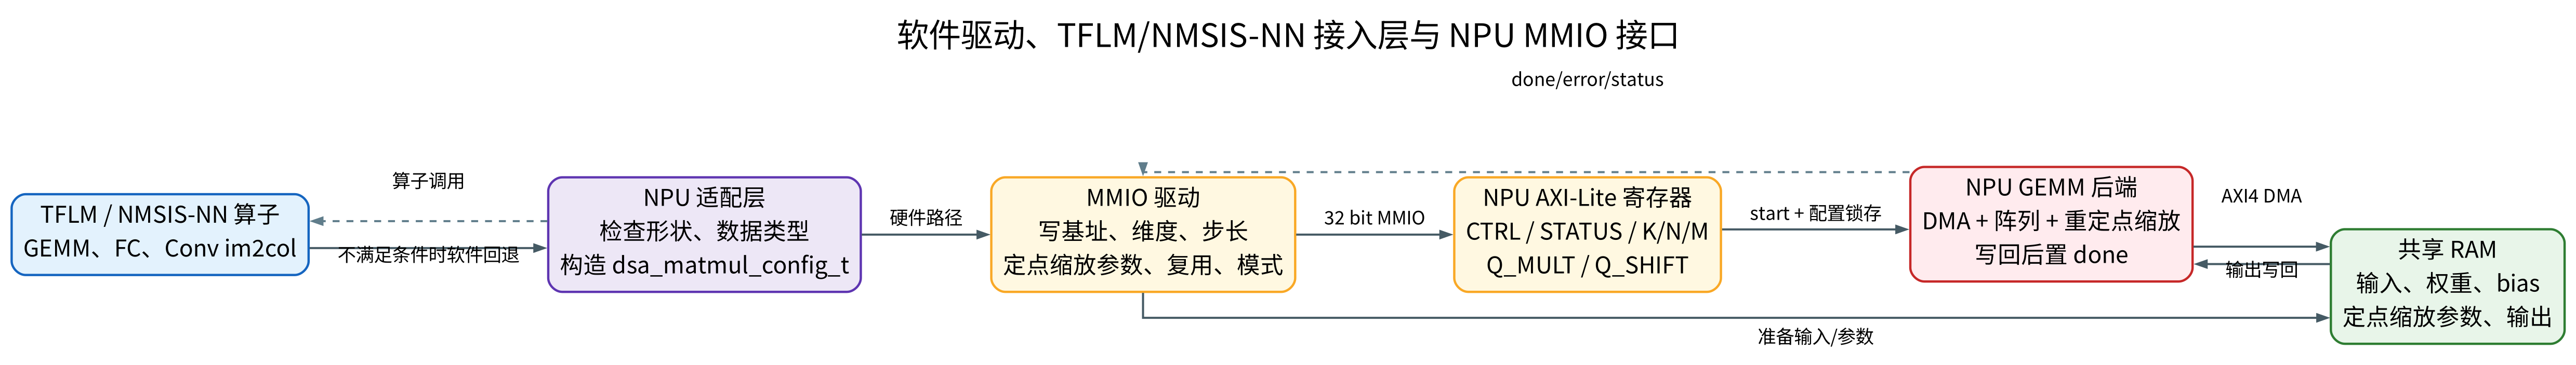 软件驱动、TFLM/NMSIS-NN 接入层与 NPU MMIO 接口
done/error/status
TFLM / NMSIS-NN 算子
GEMM、FC、Conv im2col
算子调用
不满足条件时软件回退
NPU 适配层
检查形状、数据类型
构造 dsa_matmul_config_t
硬件路径
MMIO 驱动
写基址、维度、步长
定点缩放参数、复用、模式
32 bit MMIO
NPU AXI-Lite 寄存器
CTRL / STATUS / K/N/M
Q_MULT / Q_SHIFT
start + 配置锁存
NPU GEMM 后端
DMA + 阵列 + 重定点缩放
写回后置 done
AXI4 DMA
输出写回
共享 RAM
输入、权重、bias
定点缩放参数、输出
准备输入/参数